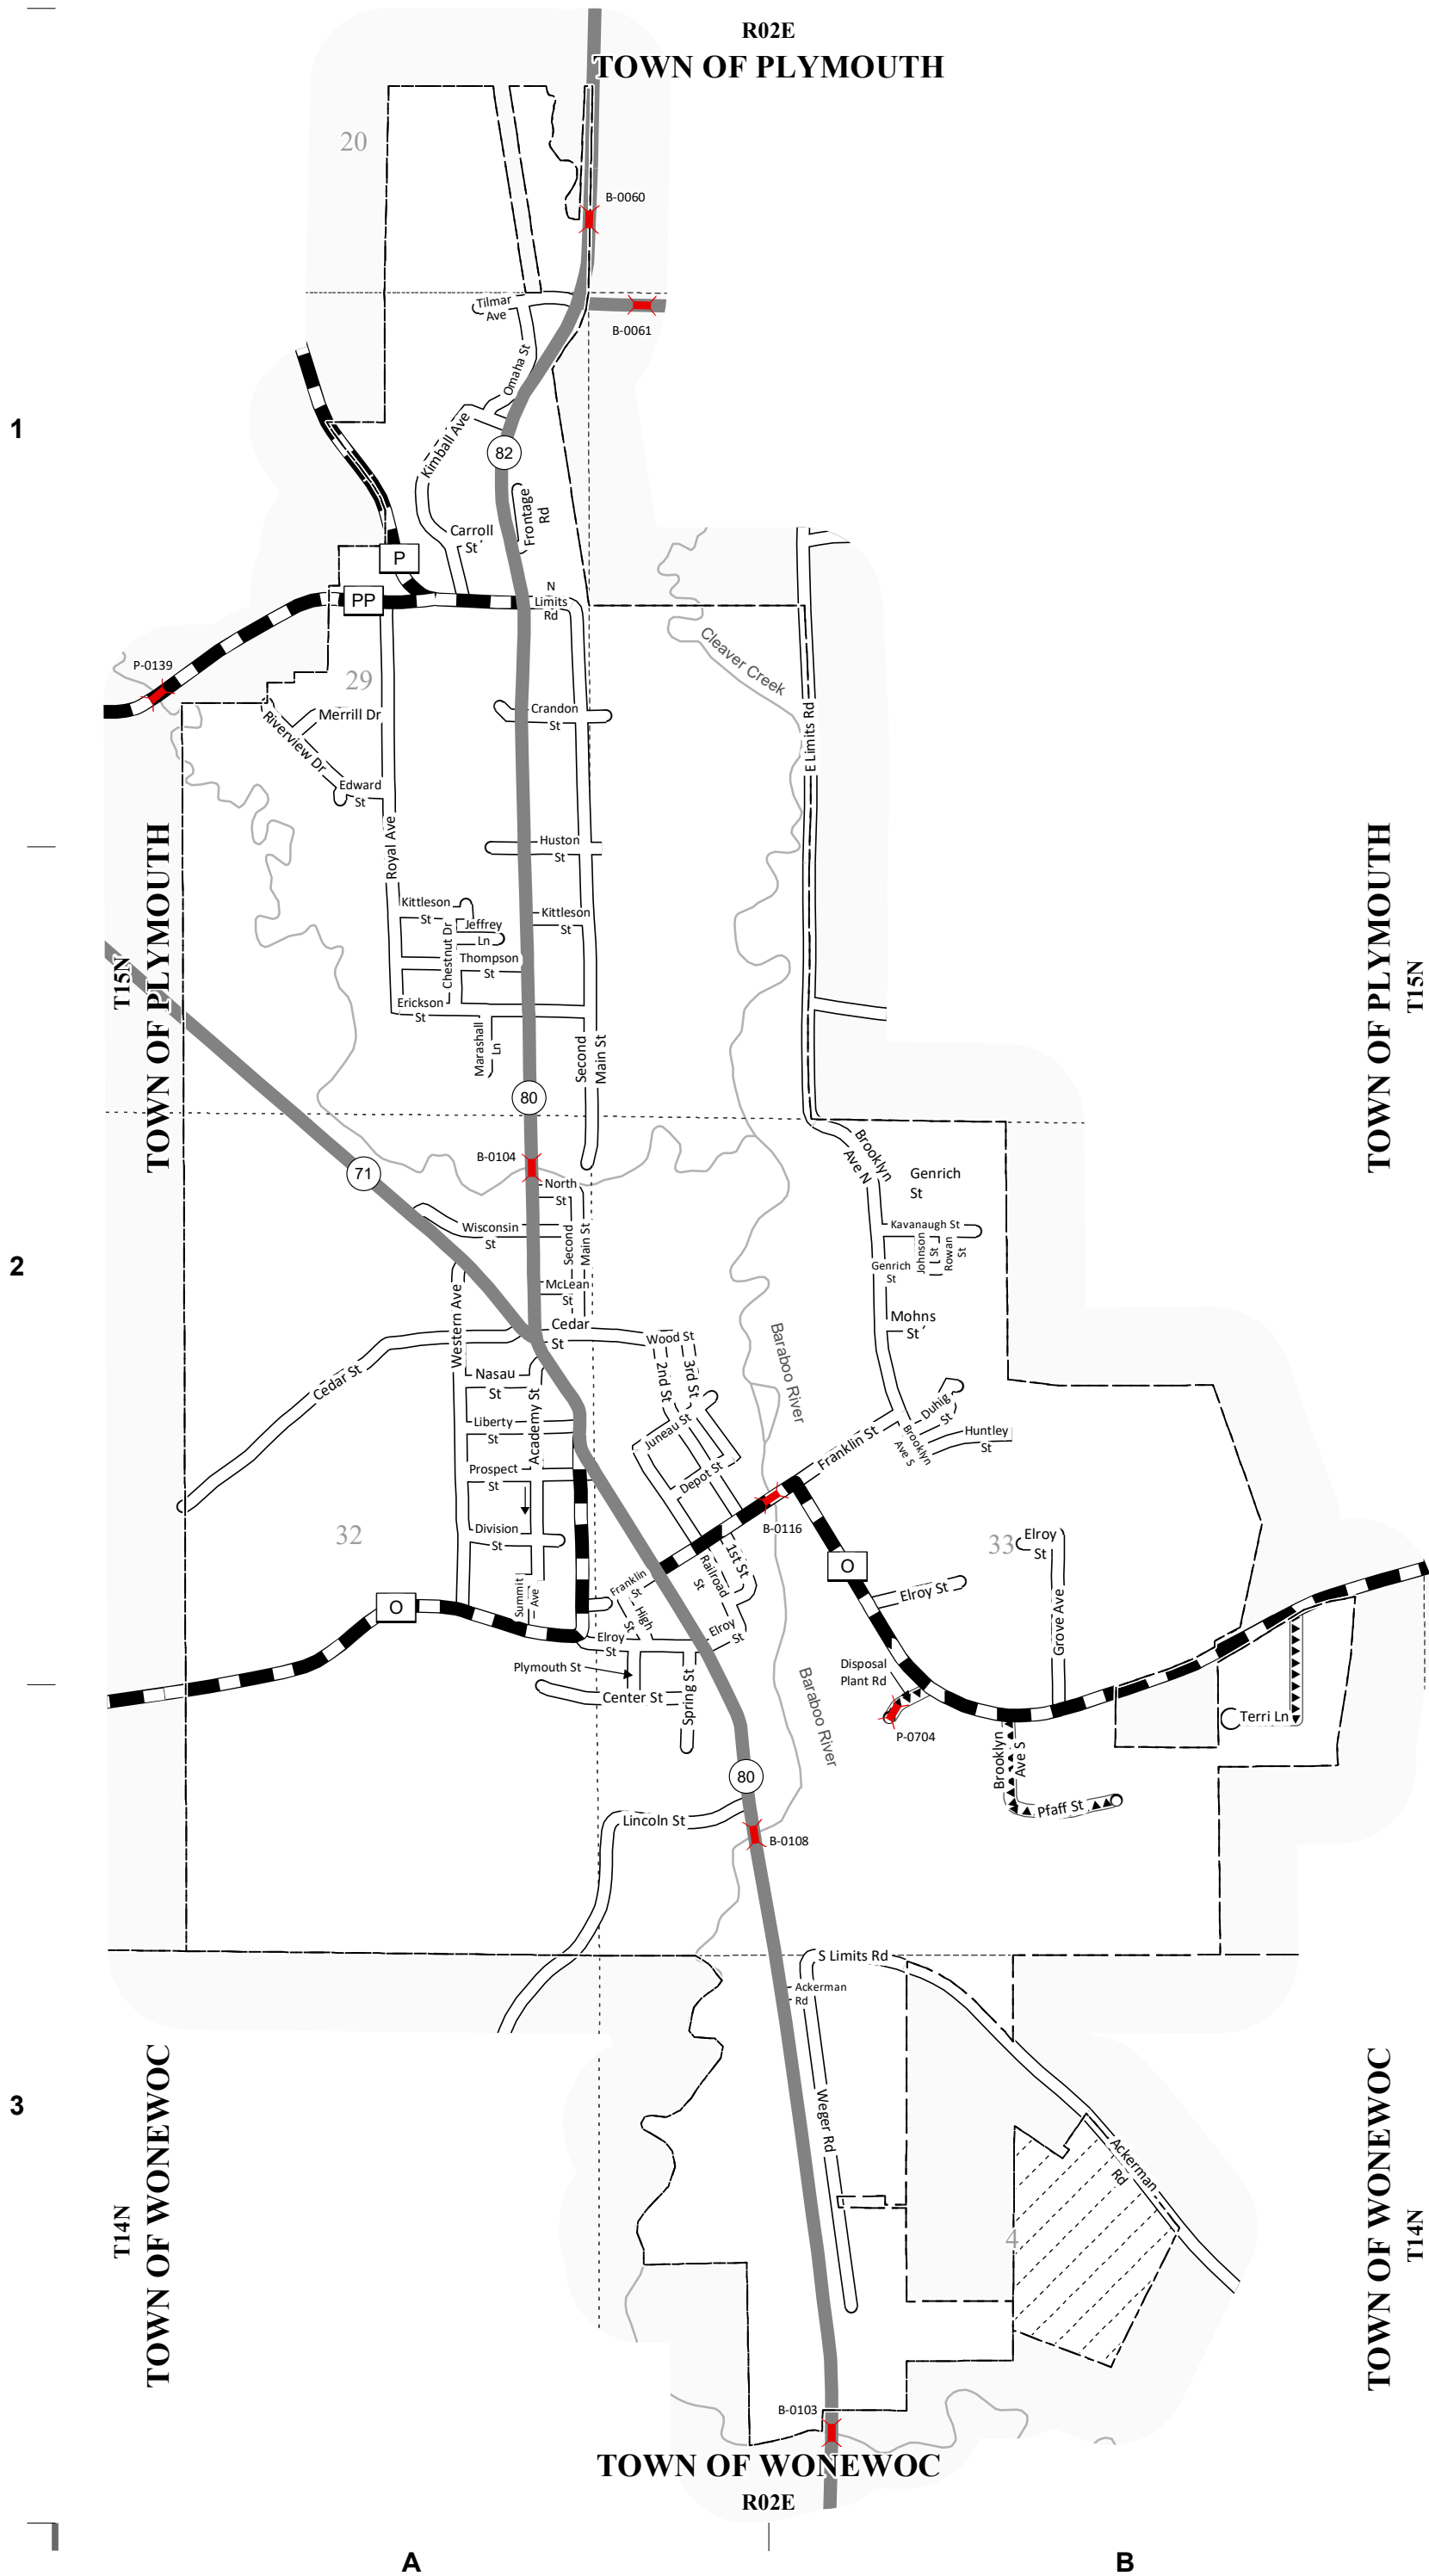 R02E
TOWN OF PLYMOUTH
20
B-0060
Tilmar
Ave
B-0061
Omaha St
1
Kimball Ave
82
Frontage
Rd
Carroll
St
P
N
Limits
Rd
PP
Cleaver Creek
P-0139
29
Merrill Dr
Riverview Dr
Crandon
St
E Limits Rd
Edward
St
Royal Ave
Huston
St
TOWN OF PLYMOUTH
T15N
TOWN OF PLYMOUTH
T15N
Kittleson
St
Jeffrey
Ln
Kittleson
St
Chestnut Dr
Thompson
St
Erickson
St
Marashall
Ln
Second
Main St
80
Brooklyn
Ave N
B-0104
71
North
St
Genrich
St
Wisconsin
St
Second
Main St
Kavanaugh St
Johnson
St
Rowan
St
Genrich
St
2
McLean
St
Western Ave
Cedar
St
Wood St
Mohns
St
Baraboo River
Cedar St
Nasau
St
2nd St
3rd St
Academy St
Liberty
St
Juneau St
Duhig
St
Huntley
St
Brooklyn
Ave S
Franklin St
Prospect
St
Depot St
B-0116
Division
St
32
33
Elroy
St
1st St
Railroad
St
O
Franklin
St
Summit
Ave
High
St
Elroy St
O
Grove Ave
Elroy
St
Elroy
St
Plymouth St
Disposal
Plant Rd
Center St
Spring St
Baraboo River
P-0704
Terri Ln
Brooklyn
Ave S
80
Pfaff St
Lincoln St
B-0108
S Limits Rd
Ackerman
Rd
TOWN OF WONEWOC
T14N
TOWN OF WONEWOC
T14N
3
Weger Rd
Ackerman
Rd
4
B-0103
TOWN OF WONEWOC
R02E
A
B